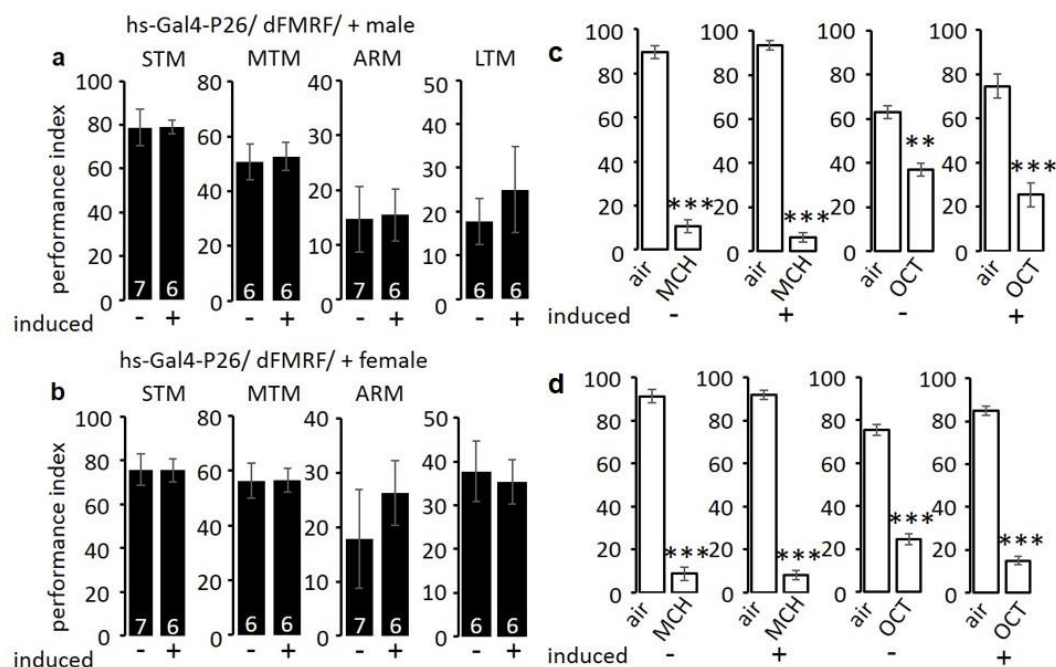 hs-Gal4-P26/ dFMRF/ + male
a STM MTM ARM LTM
performance index
100 80 60 40 20 0
80 60 40 20 0
40 30 20 10 0
50 40 30 20 10 0
7 6 6 6 7 6 6 6
induced - + - + - + - +
c
100 80 60 40 20 0
100 80 60 40 20 0
100 80 60 40 20 0
100 80 60 40 20 0
*** *** ** ***
air MCH air MCH air OCT air OCT
induced - + - +
hs-Gal4-P26/ dFMRF/ + female
b STM MTM ARM
performance index
100 80 60 40 20 0
80 60 40 20 0
40 30 20 10 0
50 40 30 20 10 0
7 6 6 6 7 6 6 6
induced - + - + - + - +
d
100 80 60 40 20 0
100 80 60 40 20 0
100 80 60 40 20 0
100 80 60 40 20 0
*** *** *** ***
air MCH air MCH air OCT air OCT
induced - + - +